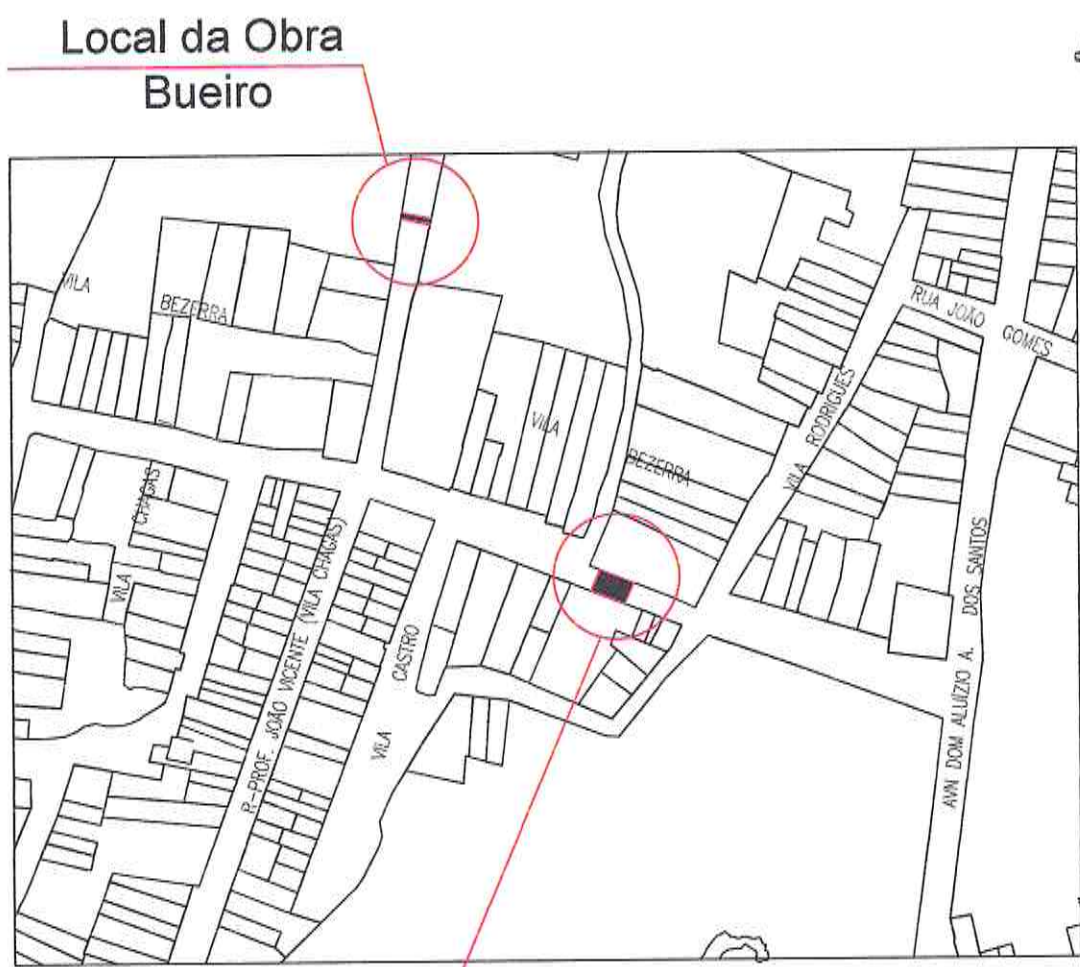 Local da Obra
Bueiro
VILA
BEZERRA
RUA JOÃO GOMES
VILA
BEZERRA
VILA RODRIGUES
CHAGAS
VILA
R-PROF. JOÃO VICENTE (VILA CHAGAS)
CASTRO
VILA
AVN DOM ALUÍZIO A. DOS SANTOS